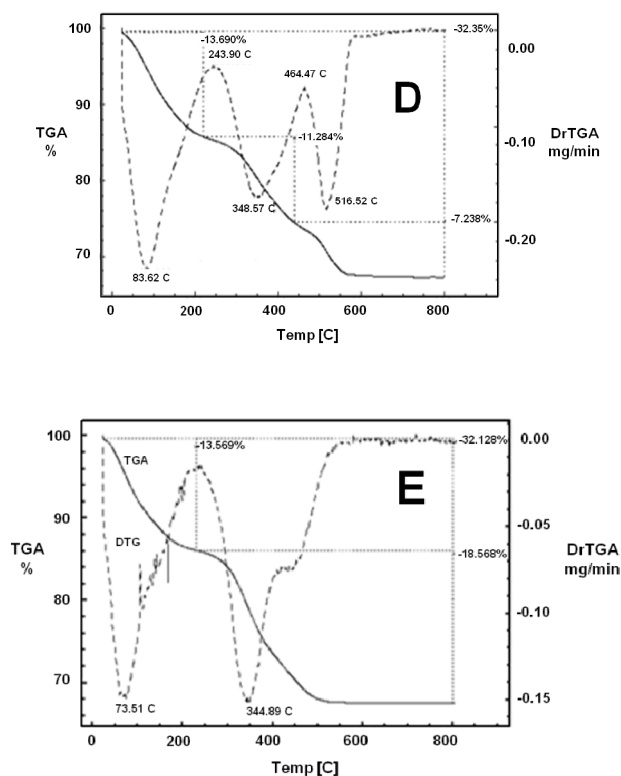 100
-13.690%
-32.35%
0.00
243.90 C
464.47 C
D
90
TGA
%
-11.284%
-0.10
DrTGA
mg/min
80
348.57 C
516.52 C
-7.238%
70
83.62 C
-0.20
0 200 400 600 800
Temp [C]
100
-13.569%
-32.128%
0.00
TGA
E
90
DTG
-0.05
TGA
%
-18.568%
DrTGA
mg/min
80
-0.10
70
73.51 C
344.89 C
-0.15
0 200 400 600 800
Temp [C]